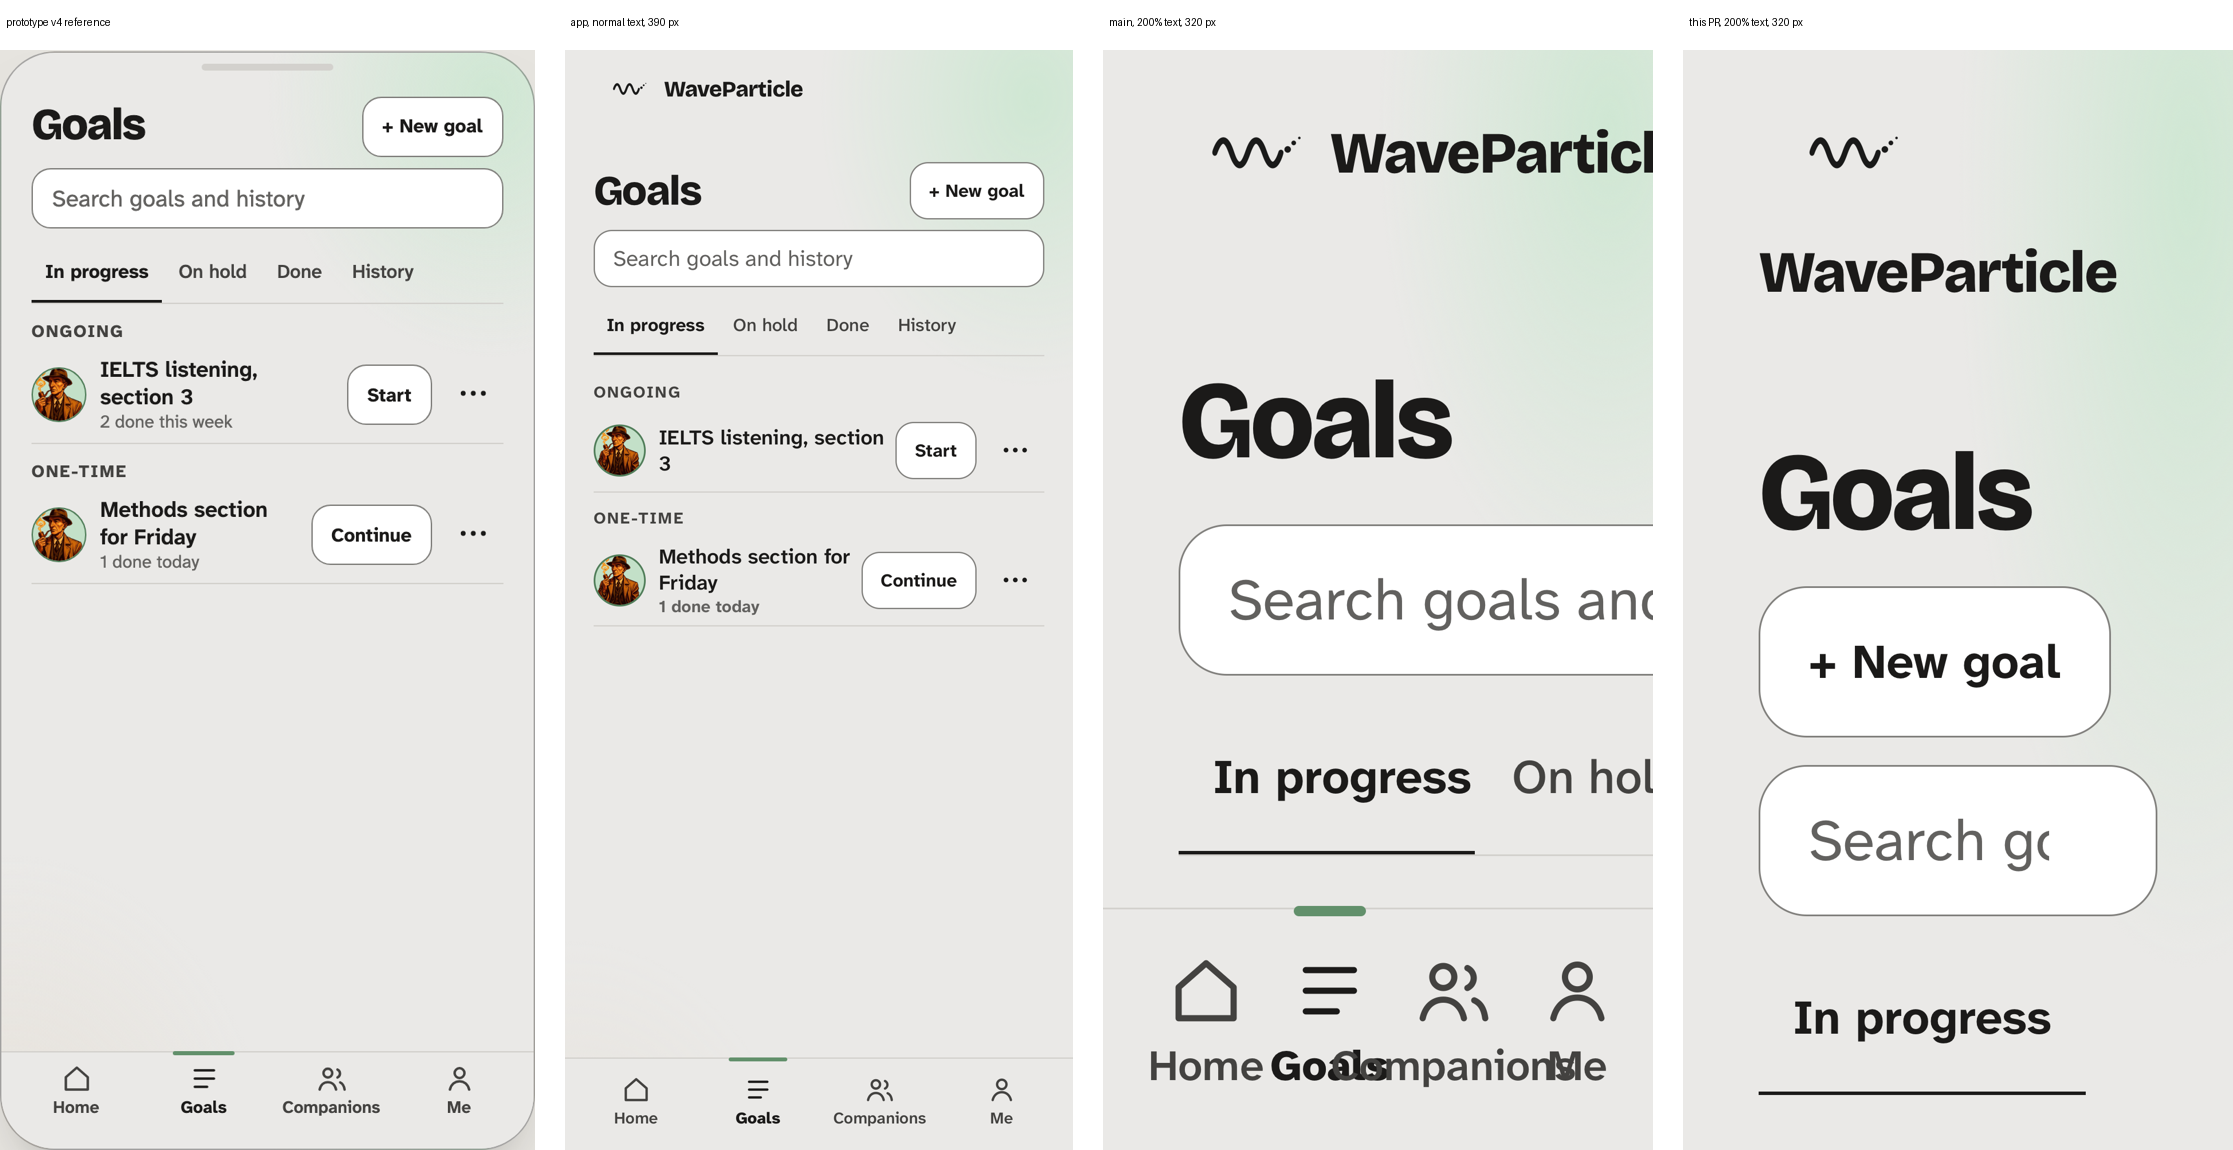 prototype v4 reference
Goals
+ New goal
Search goals and history
In progress
On hold
Done
History
ONGOING
IELTS listening,
section 3
2 done this week
Start
ONE-TIME
Methods section
for Friday
1 done today
Continue
Home
Goals
Companions
Me
app, normal text, 390 px
WaveParticle
Goals
+ New goal
Search goals and history
In progress
On hold
Done
History
ONGOING
IELTS listening, section
3
Start
ONE-TIME
Methods section for
Friday
1 done today
Continue
Home
Goals
Companions
Me
main, 200% text, 320 px
WaveParticl
Goals
Search goals and
In progress
On hol
Home
Goals
Companions
Me
this PR, 200% text, 320 px
WaveParticle
Goals
+ New goal
Search go
In progress